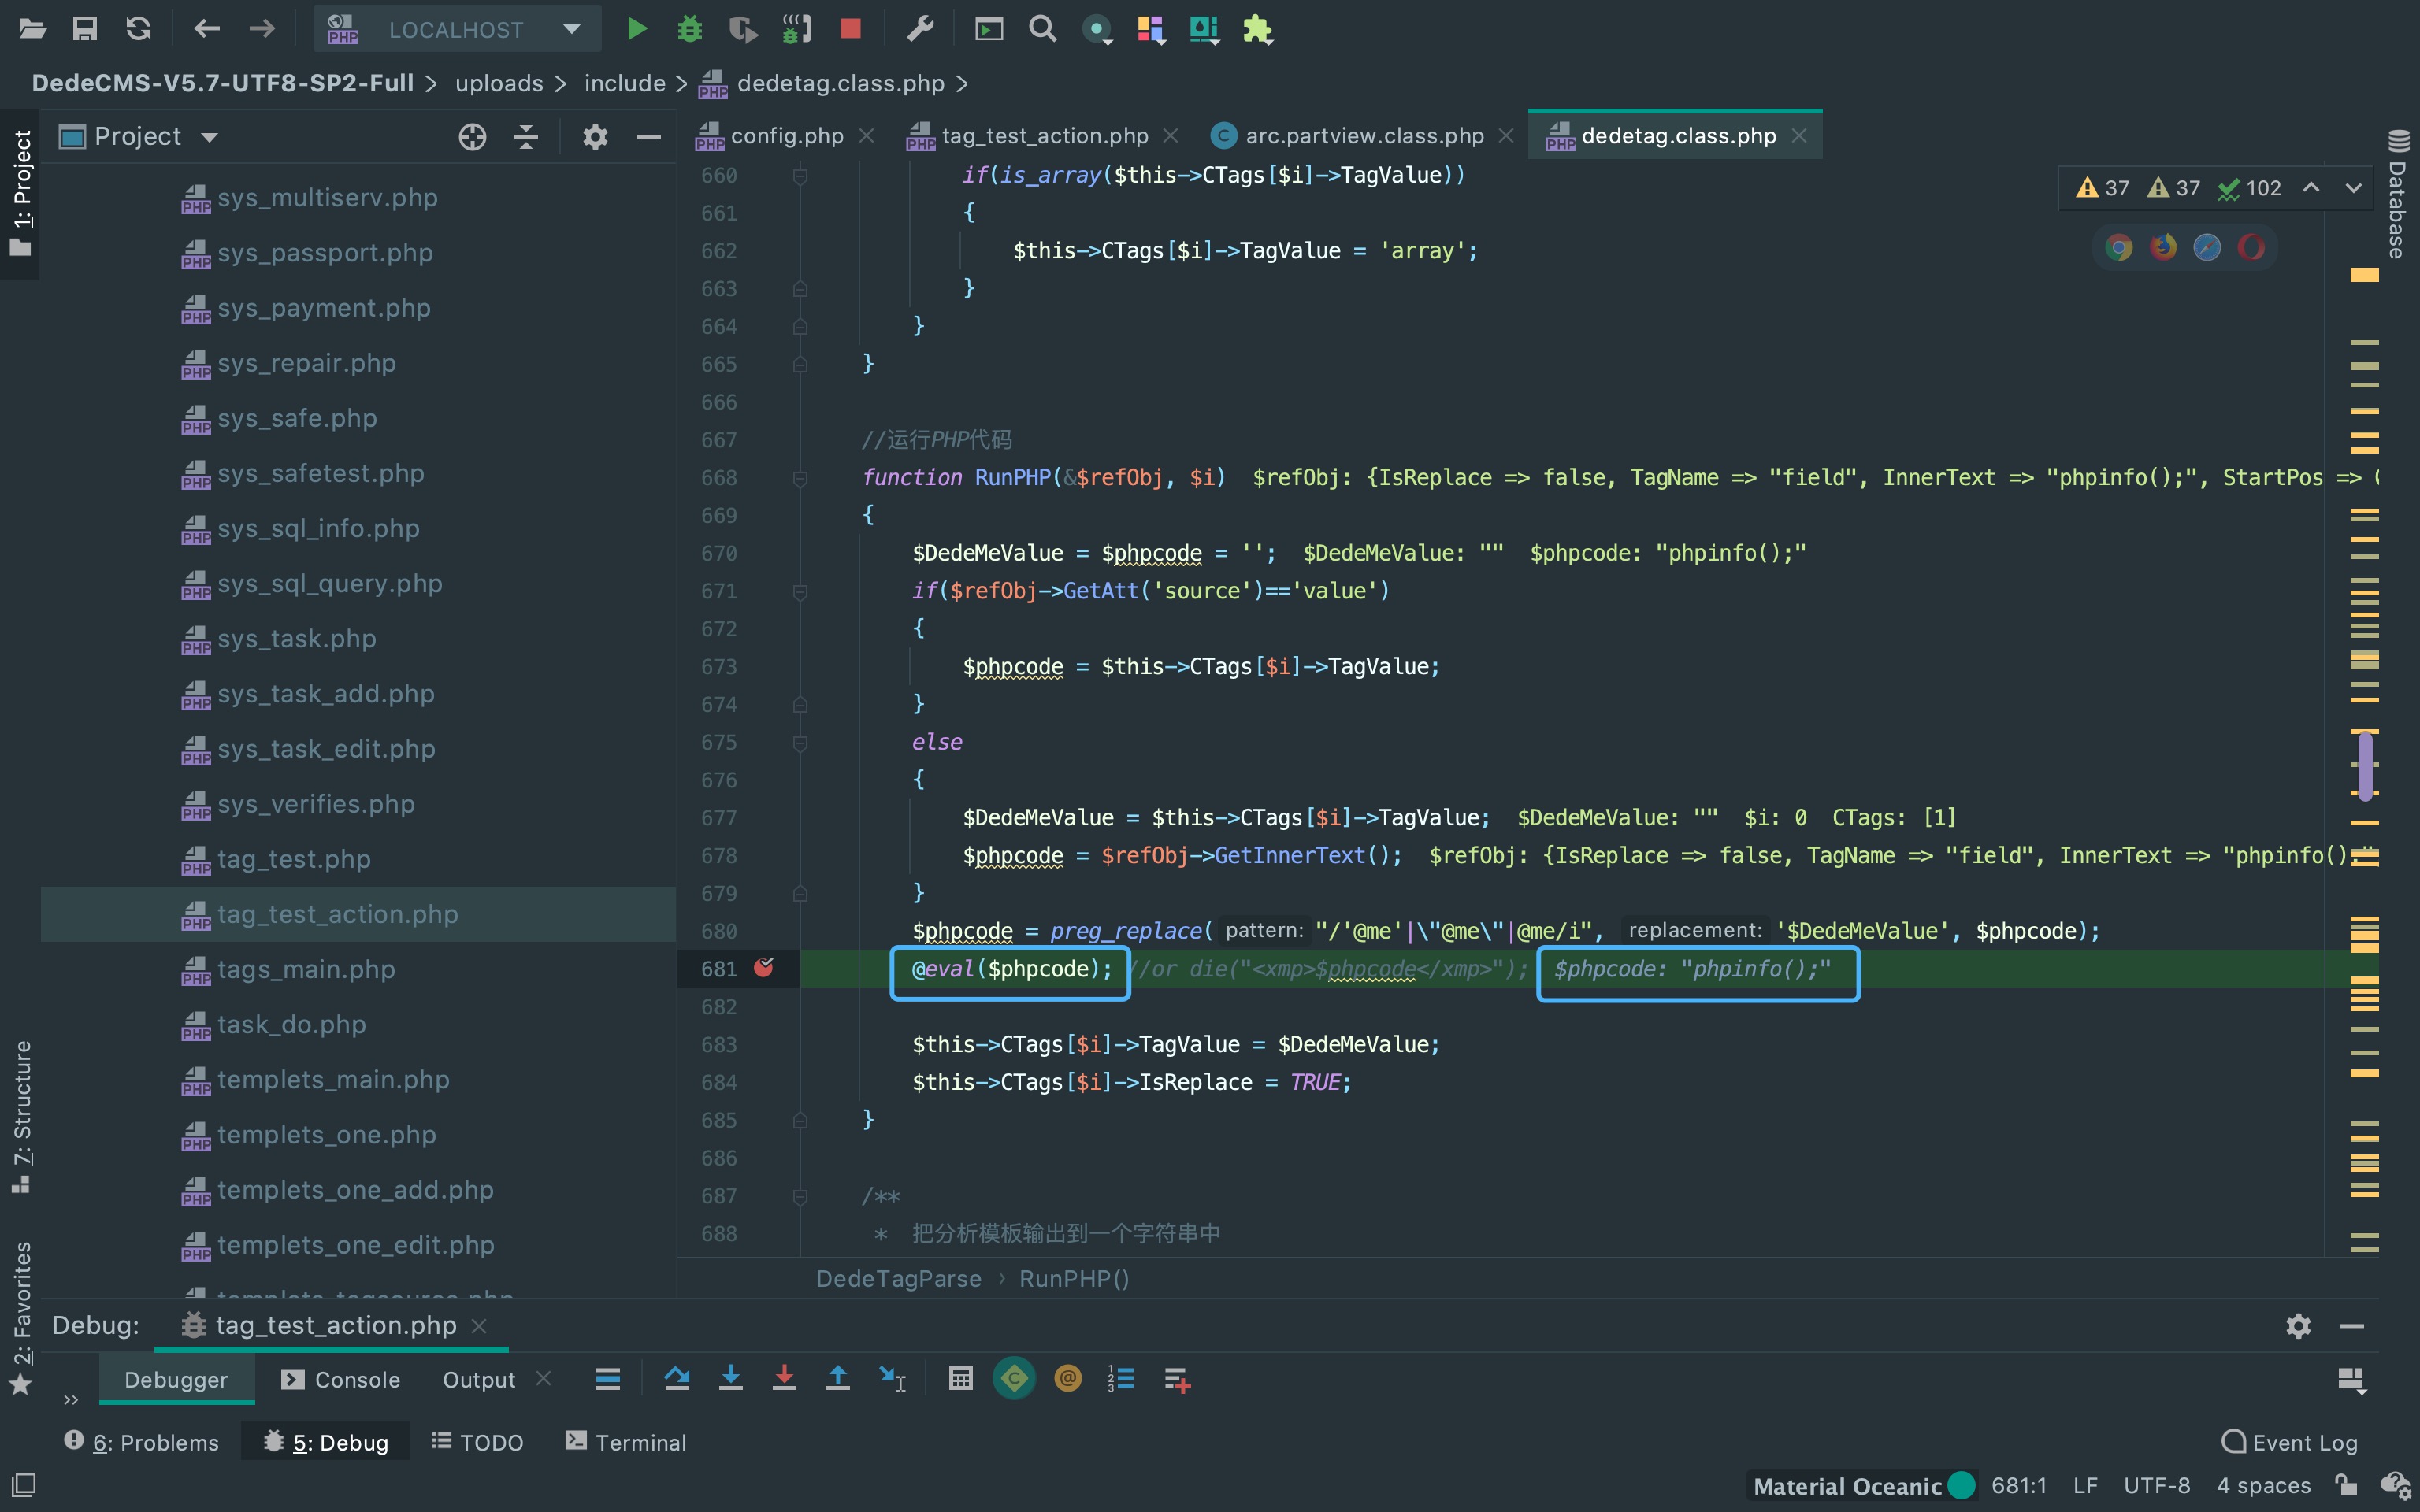 LOCALHOST
DedeCMS-V5.7-UTF8-SP2-Full > uploads > include > dedetag.class.php >
1: Project
Project
config.php tag_test_action.php arc.partview.class.php dedetag.class.php
37 37 102
Database
sys_multiserv.php
sys_passport.php
sys_payment.php
sys_repair.php
sys_safe.php
sys_safetest.php
sys_sql_info.php
sys_sql_query.php
sys_task.php
sys_task_add.php
sys_task_edit.php
sys_verifies.php
tag_test.php
tag_test_action.php
tags_main.php
task_do.php
templets_main.php
templets_one.php
templets_one_add.php
templets_one_edit.php
templets_tagsource.php
660 if(is_array($this->CTags[$i]->TagValue))
661 {
662 $this->CTags[$i]->TagValue = 'array';
663 }
664 }
665 }
666
667 //运行PHP代码
668 function RunPHP(&$refObj, $i) $refObj: {IsReplace => false, TagName => "field", InnerText => "phpinfo();", StartPos =>
669 {
670 $DedeMeValue = $phpcode = ''; $DedeMeValue: "" $phpcode: "phpinfo();"
671 if($refObj->GetAtt('source')=='value')
672 {
673 $phpcode = $this->CTags[$i]->TagValue;
674 }
675 else
676 {
677 $DedeMeValue = $this->CTags[$i]->TagValue; $DedeMeValue: "" $i: 0 CTags: [1]
678 $phpcode = $refObj->GetInnerText(); $refObj: {IsReplace => false, TagName => "field", InnerText => "phpinfo();"
679 }
680 $phpcode = preg_replace( pattern: "/'@me'|\"@me\"|@me/i", replacement: '$DedeMeValue', $phpcode);
681 @eval($phpcode); //or die("<xmp>$phpcode</xmp>"); $phpcode: "phpinfo();"
682
683 $this->CTags[$i]->TagValue = $DedeMeValue;
684 $this->CTags[$i]->IsReplace = TRUE;
685 }
686
687 /**
688 * 把分析模板输出到一个字符串中
DedeTagParse › RunPHP()
7: Structure
2: Favorites
Debug: tag_test_action.php
Debugger Console Output
6: Problems 5: Debug TODO Terminal Event Log
Material Oceanic 681:1 LF UTF-8 4 spaces